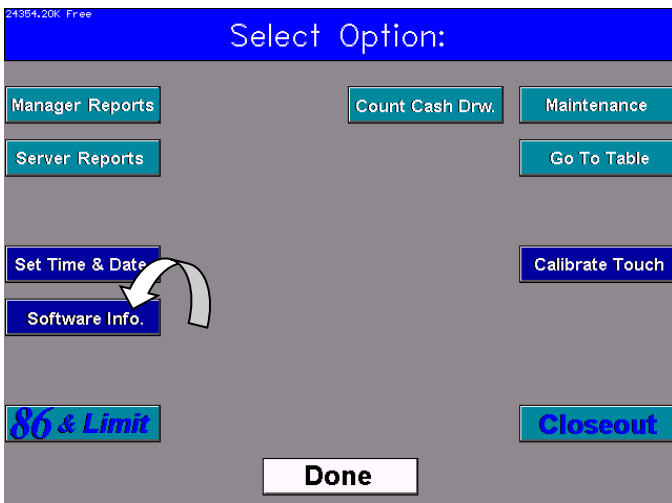 24354.20K Free
Select Option:
Manager Reports
Count Cash Drw.
Maintenance
Server Reports
Go To Table
Set Time & Date
Calibrate Touch
Software Info.
86 & Limit
Closeout
Done